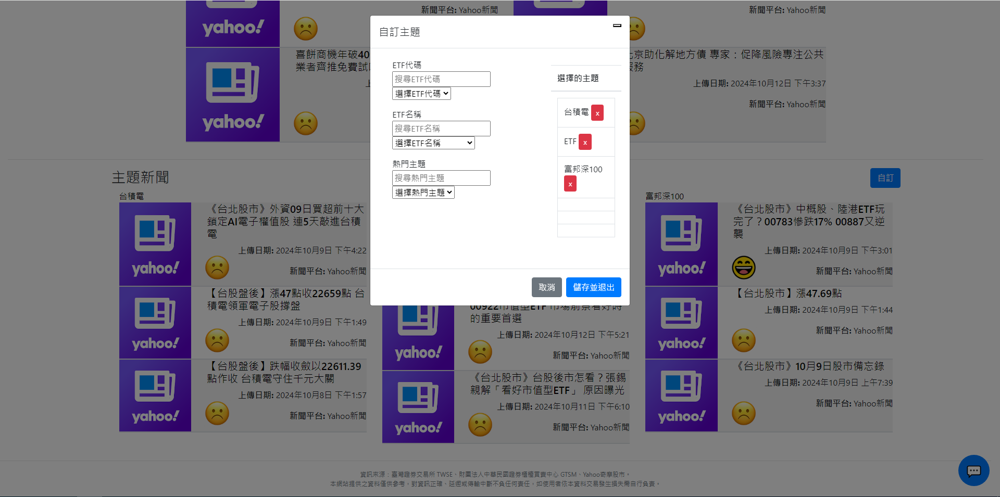 新聞平台: Yahoo新聞
新聞平台: Yahoo新聞
yahoo!
喜餅商機年破40
業者齊推免費試
上
yahoo!
京助化解地方債 專家：促降風險專注公共
服務
上傳日期: 2024年10月12日 下午3:37
新聞平台: Yahoo新聞
自訂主題
ETF代碼
搜尋ETF代碼
選擇ETF代碼
ETF名稱
搜尋ETF名稱
選擇ETF名稱
熱門主題
搜尋熱門主題
選擇熱門主題
選擇的主題
台積電 x
ETF x
富邦深100
x
取消
儲存並退出
主題新聞
自訂
台積電
《台北股市》外資09日買超前十大
鎖定AI電子權值股 連5天敲進台積
電
上傳日期: 2024年10月9日 下午4:22
新聞平台: Yahoo新聞
yahoo!
【台股盤後】漲47點收22659點 台
積電領軍電子股撐盤
上傳日期: 2024年10月9日 下午1:49
新聞平台: Yahoo新聞
yahoo!
【台股盤後】跌幅收斂以22611.39
點作收 台積電守住千元大關
上傳日期: 2024年10月8日 下午1:57
新聞平台: Yahoo新聞
yahoo!
00922市值型ETF 市場前景看好時
的重要首選
上傳日期: 2024年10月12日 下午5:21
新聞平台: Yahoo新聞
yahoo!
《台北股市》台股後市怎看？張錫
親解「看好市值型ETF」 原因曝光
上傳日期: 2024年10月11日 下午6:10
新聞平台: Yahoo新聞
yahoo!
富邦深100
《台北股市》中概股、陸港ETF玩
完了？00783慘跌17% 00887又逆
襲
上傳日期: 2024年10月9日 下午3:01
新聞平台: Yahoo新聞
yahoo!
【台北股市】漲47.69點
上傳日期: 2024年10月9日 下午1:44
新聞平台: Yahoo新聞
yahoo!
《台北股市》10月9日股市備忘錄
上傳日期: 2024年10月9日 上午7:39
新聞平台: Yahoo新聞
yahoo!
資訊來源：臺灣證券交易所 TWSE、財團法人中華民國證券櫃檯買賣中心 GTSM、Yahoo奇摩股市。
本網站提供之資料僅供參考，對資訊正確、延遲或傳輸中斷不負任何責任，如使用者依本資料交易發生損失需自行負責。